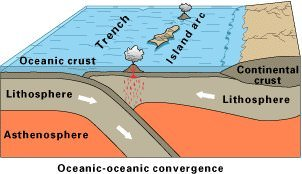 Trench
Island arc
Oceanic crust
Continental
crust
Lithosphere
Lithosphere
Asthenosphere
Oceanic-oceanic convergence